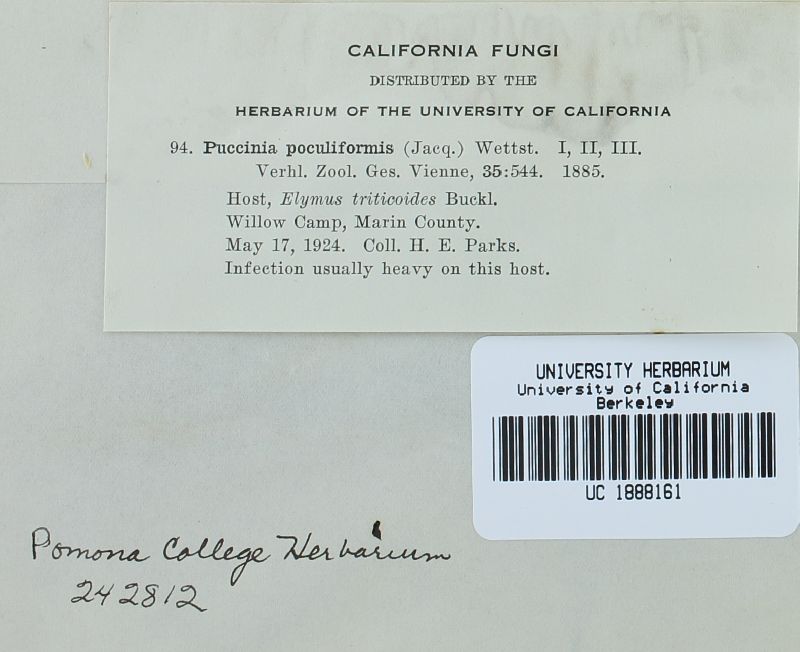 CALIFORNIA FUNGI
DISTRIBUTED BY THE
HERBARIUM OF THE UNIVERSITY OF CALIFORNIA
94. Puccinia poculiformis (Jacq.) Wettst. I, II, III.
Verhl. Zool. Ges. Vienne, 35:544. 1885.
Host, Elymus triticoides Buckl.
Willow Camp, Marin County.
May 17, 1924. Coll. H. E. Parks.
Infection usually heavy on this host.
UNIVERSITY HERBARIUM
University of California
Berkeley
UC 1888161
Pomona College Herbarium
242812